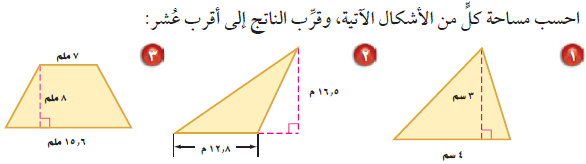 احسب مساحة كلٍّ من الأشكال الآتية، وقرِّب الناتج إلى أقرب عُشر:
١
٣ سم
٤ سم
٢
١٦,٥ م
١٢,٨ م
٣
٧ ملم
٨ ملم
١٥,٦ ملم